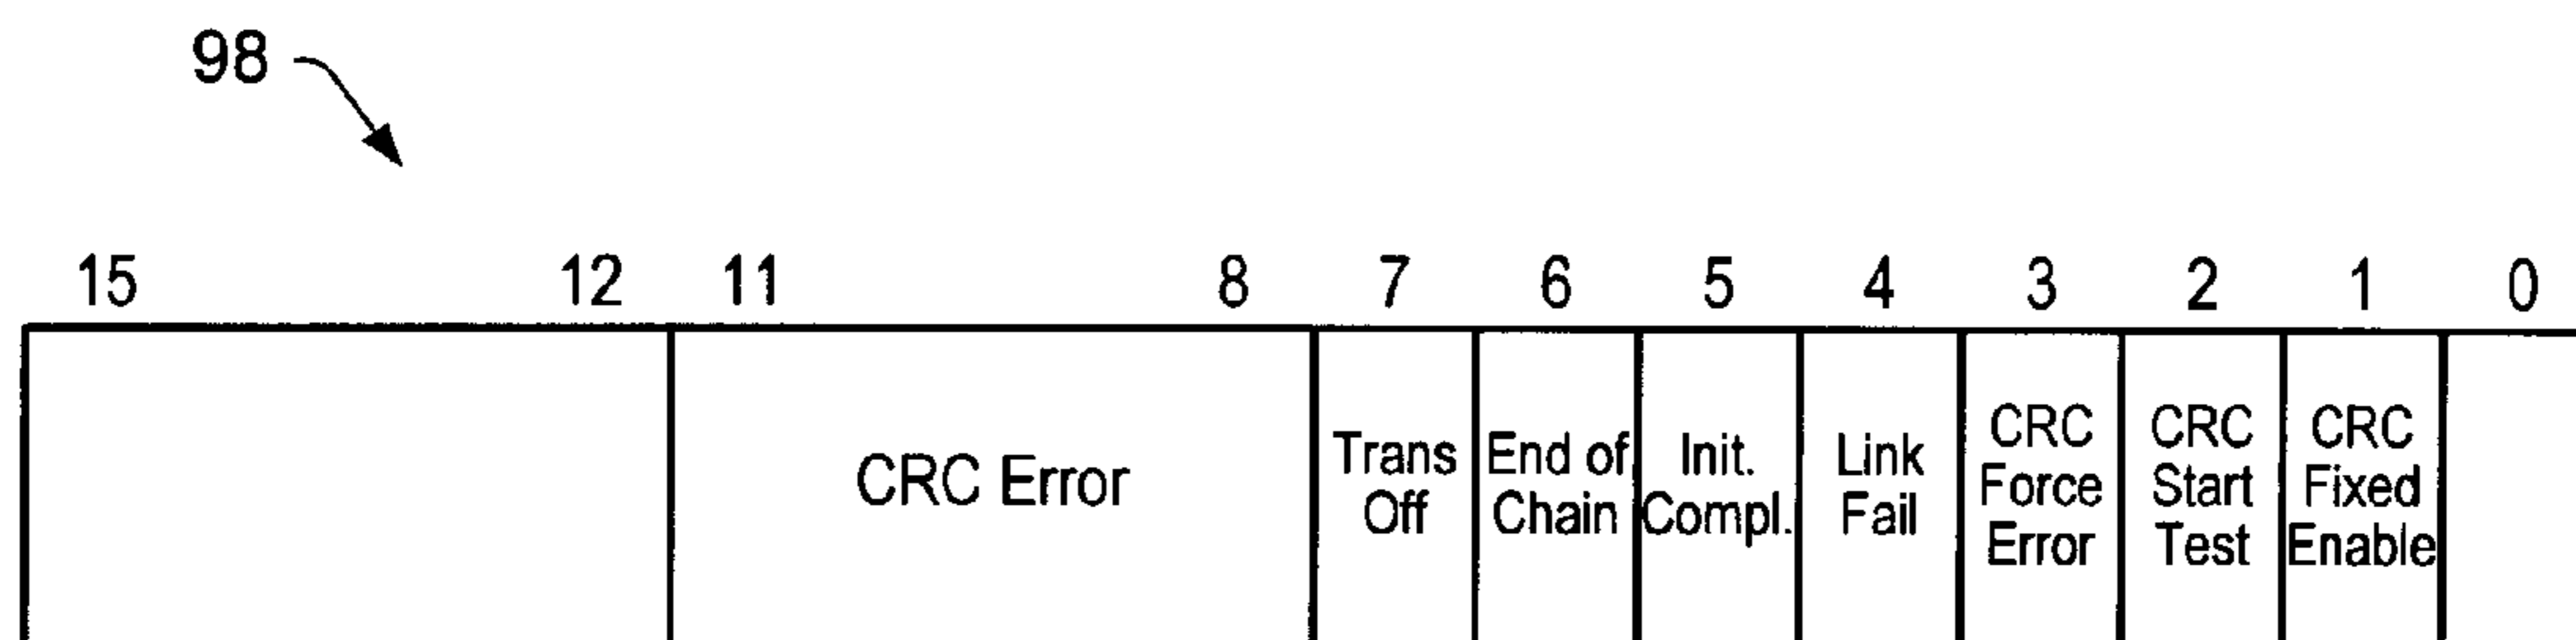 98
15 12 11 8 7 6 5 4 3 2 1 0
CRC Error
Trans
Off
End of
Chain
Init.
Compl.
Link
Fail
CRC
Force
Error
CRC
Start
Test
CRC
Fixed
Enable